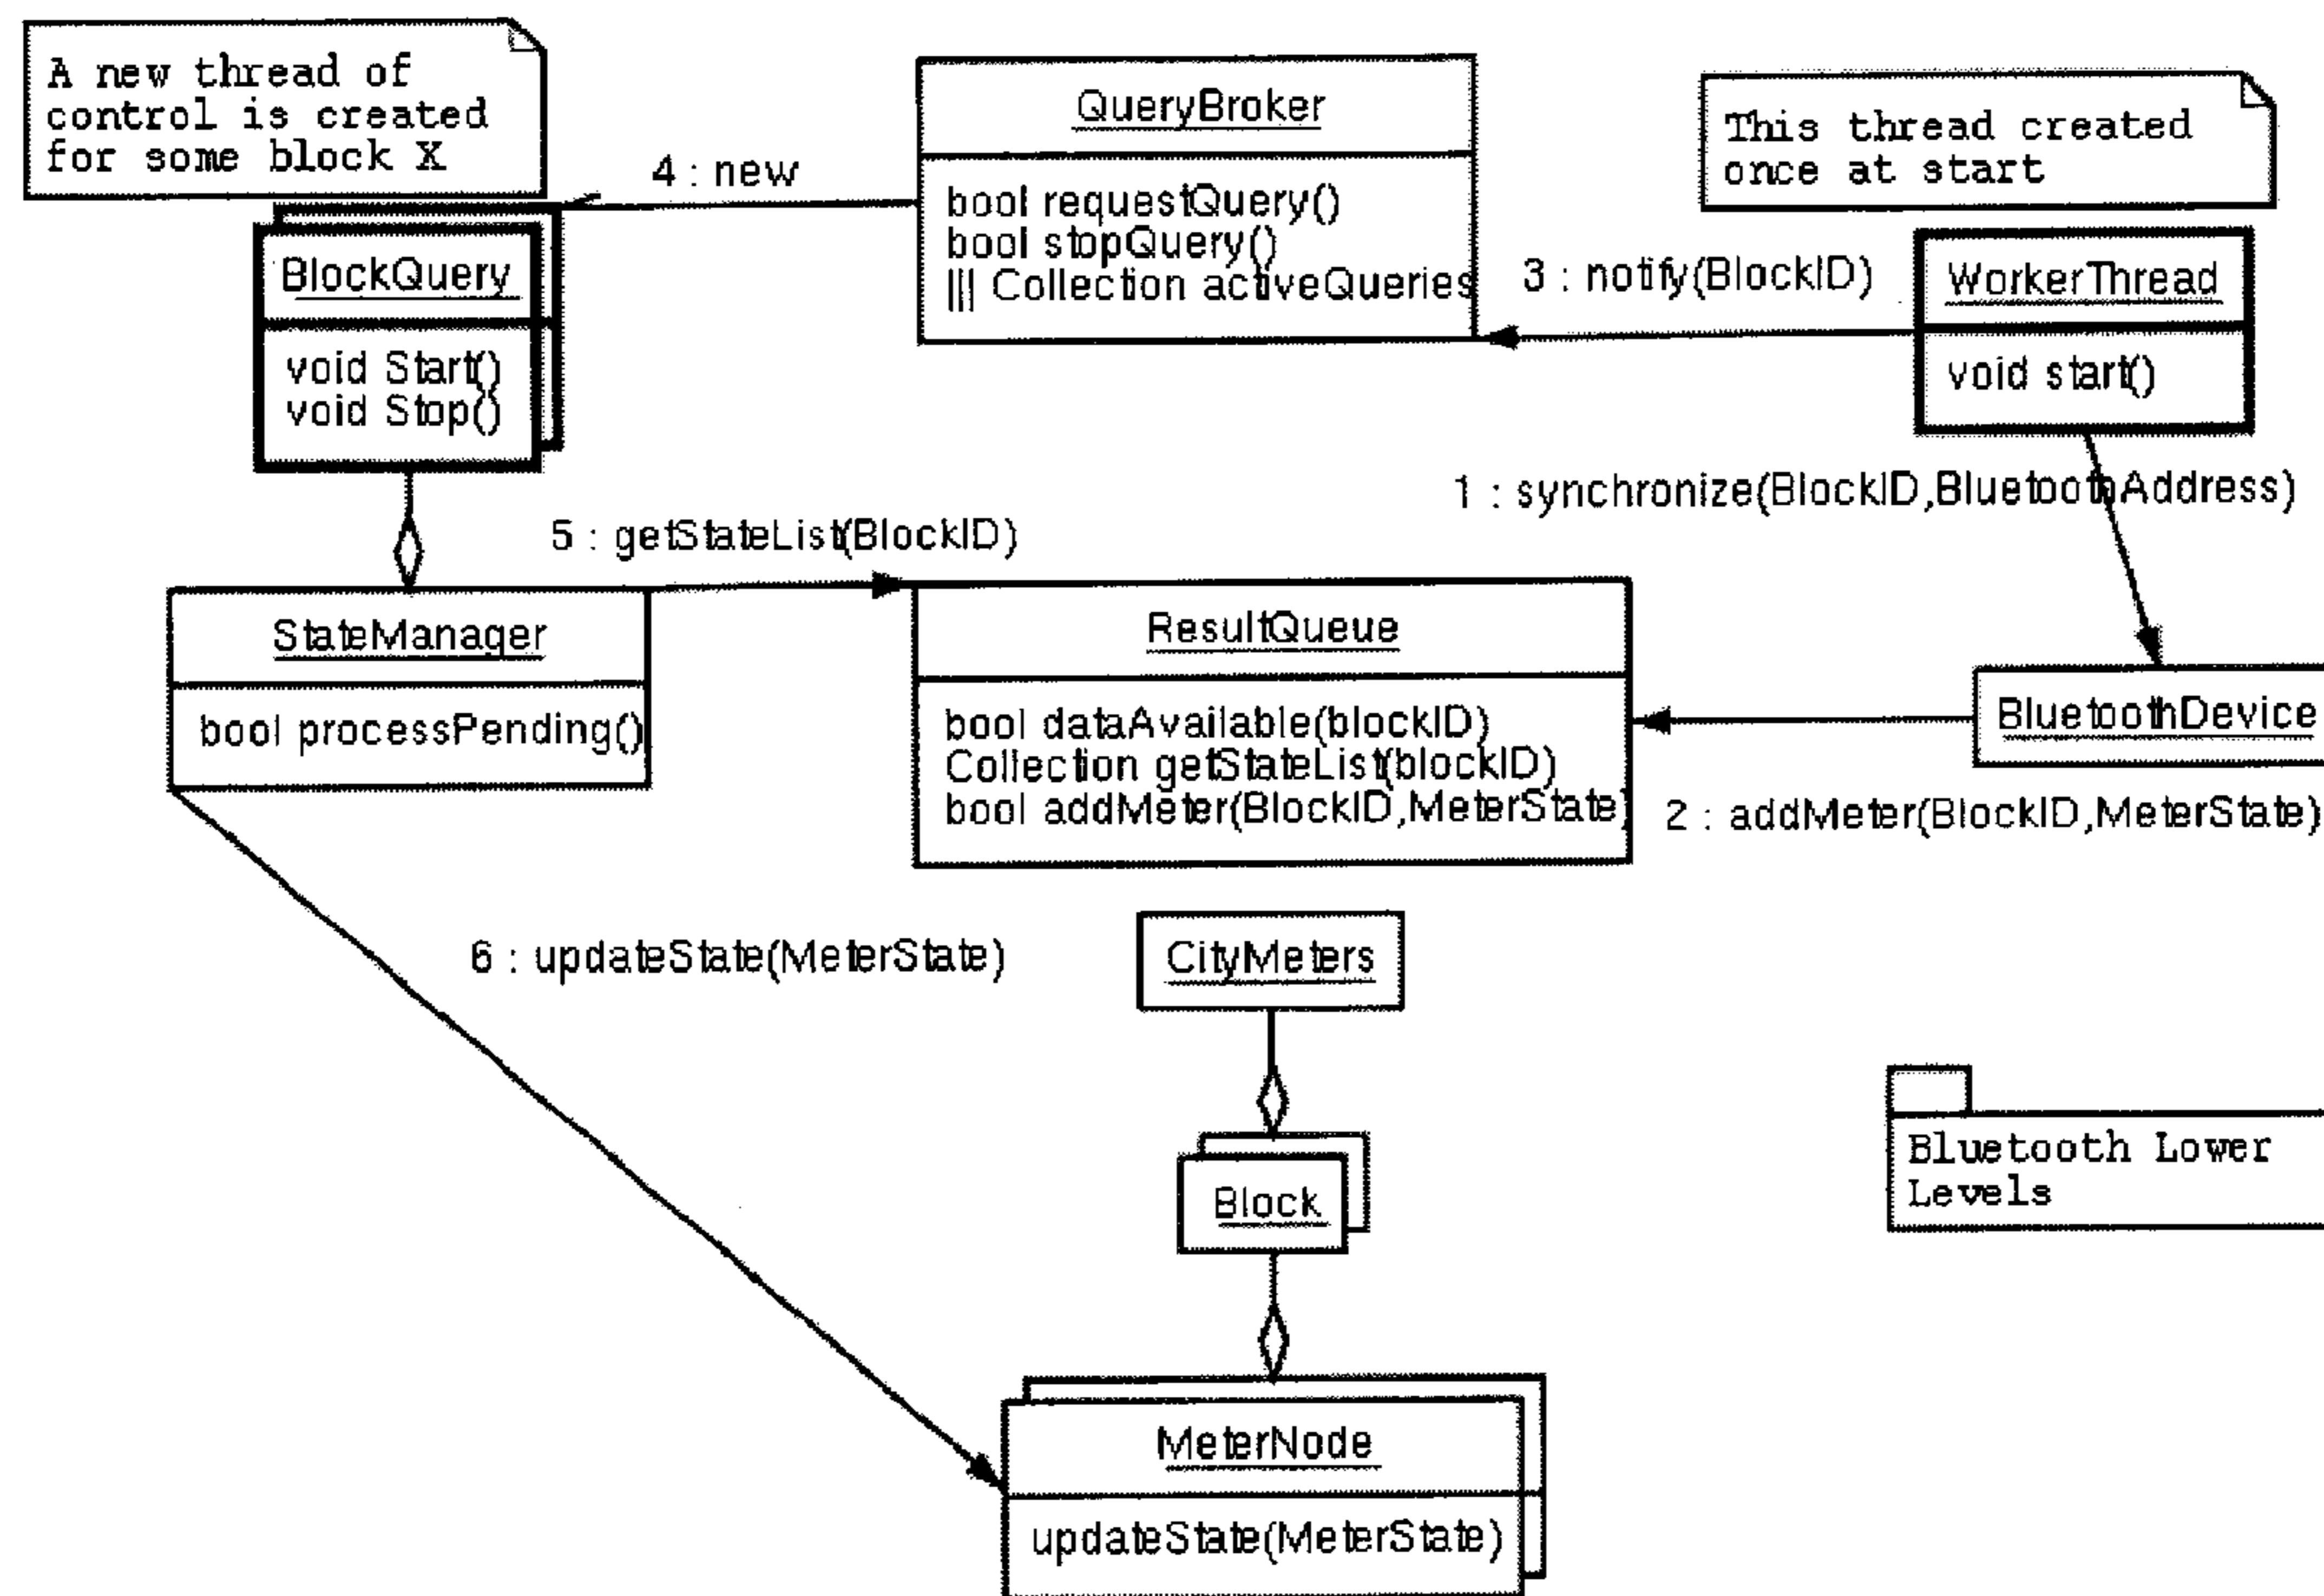 A new thread of
control is created
for some block X
4 : new
QueryBroker
bool requestQuery()
bool stopQuery()
||| Collection activeQueries
This thread created
once at start
BlockQuery
void Start()
void Stop()
3 : notify(BlockID)
WorkerThread
void start()
1 : synchronize(BlockID,BluetoothAddress)
5 : getStateList(BlockID)
StateManager
bool processPending()
ResultQueue
bool dataAvailable(blockID)
Collection getStateList(blockID)
bool addMeter(BlockID,MeterState)
BluetoothDevice
2 : addMeter(BlockID,MeterState)
6 : updateState(MeterState)
CityMeters
Block
Bluetooth Lower
Levels
MeterNode
updateState(MeterState)